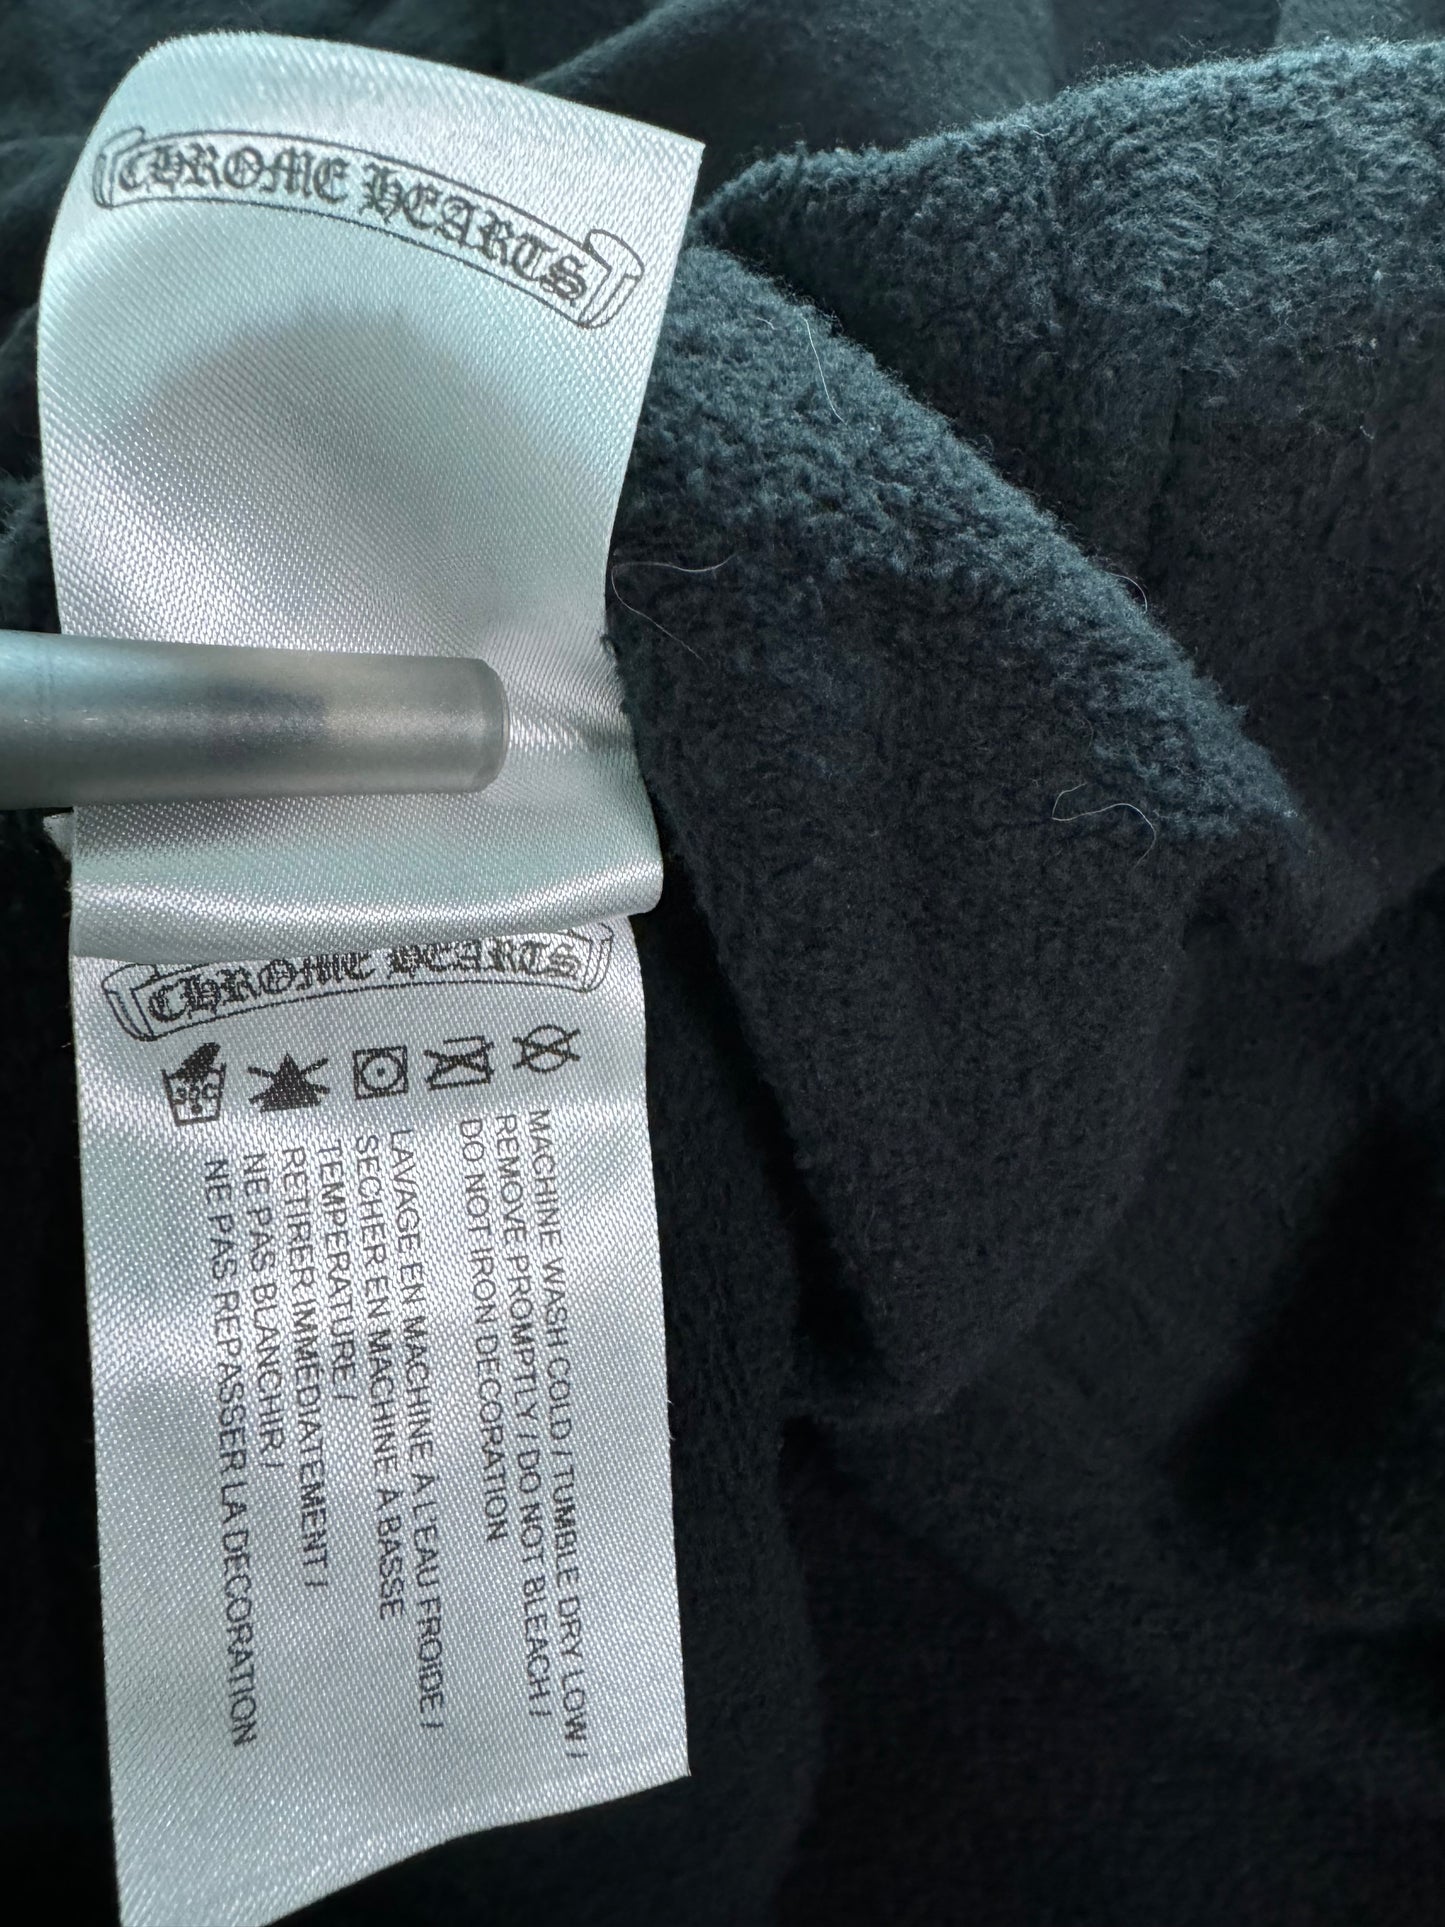 CHROME HEARTS
CHROME HEARTS
30C
MACHINE WASH COLD / TUMBLE DRY LOW /
REMOVE PROMPTLY / DO NOT BLEACH /
DO NOT IRON DECORATION
LAVAGE EN MACHINE À L'EAU FROIDE /
SECHER EN MACHINE À BASSE
TEMPERATURE /
RETIRER IMMÉDIATEMENT /
NE PAS BLANCHIR /
NE PAS REPASSER LA DECORATION